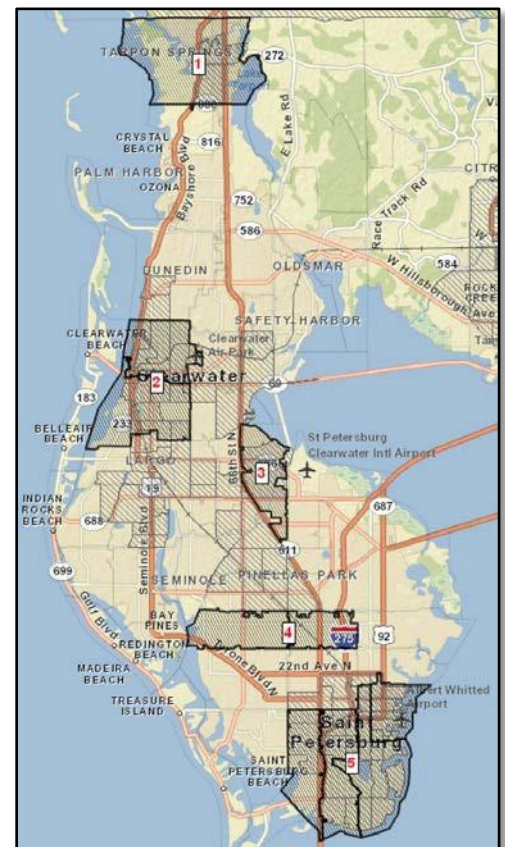 TARPON SPRINGS
1
272
CRYSTAL
BEACH
816
E Lake Rd
PALM HARBOR
OZONA
Bayshore Blvd
752
586
Race Track Rd
CITR
584
DUNEDIN
OLDSMAR
W Hillsborough
Ave
ROCK
CREE
SAFETY HARBOR
CLEARWATER
BEACH
Clearwater
Air Park
Clearwater
Tam
60
183
2
233
BELLEAIR
BEACH
LARGO
66th St N
3
St Petersburg
Clearwater Intl Airport
INDIAN
ROCKS
BEACH
688
19
687
699
Seminole Blvd
611
SEMINOLE
PINELLAS PARK
Gulf Blvd
BAY
PINES
4
275
92
REDINGTON
BEACH
Tyrone Blvd N
22nd Ave N
MADEIRA
BEACH
Albert Whitted
Airport
TREASURE
ISLAND
Saint
Petersburg
5
SAINT
PETERSBURG
BEACH